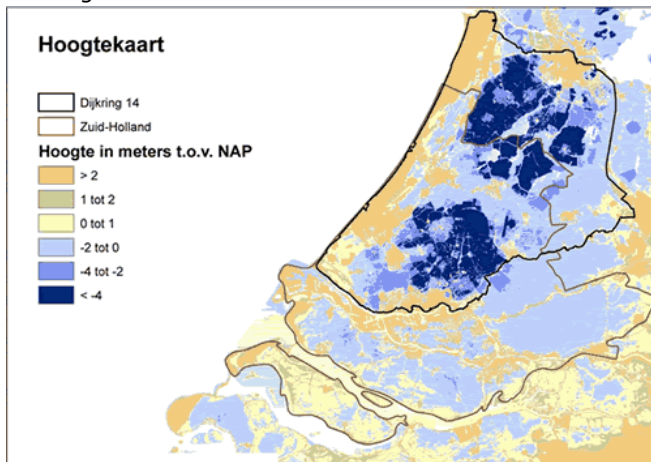 Hoogtekaart
Dijkring 14
Zuid-Holland
Hoogte in meters t.o.v. NAP
> 2
1 tot 2
0 tot 1
-2 tot 0
-4 tot -2
< -4